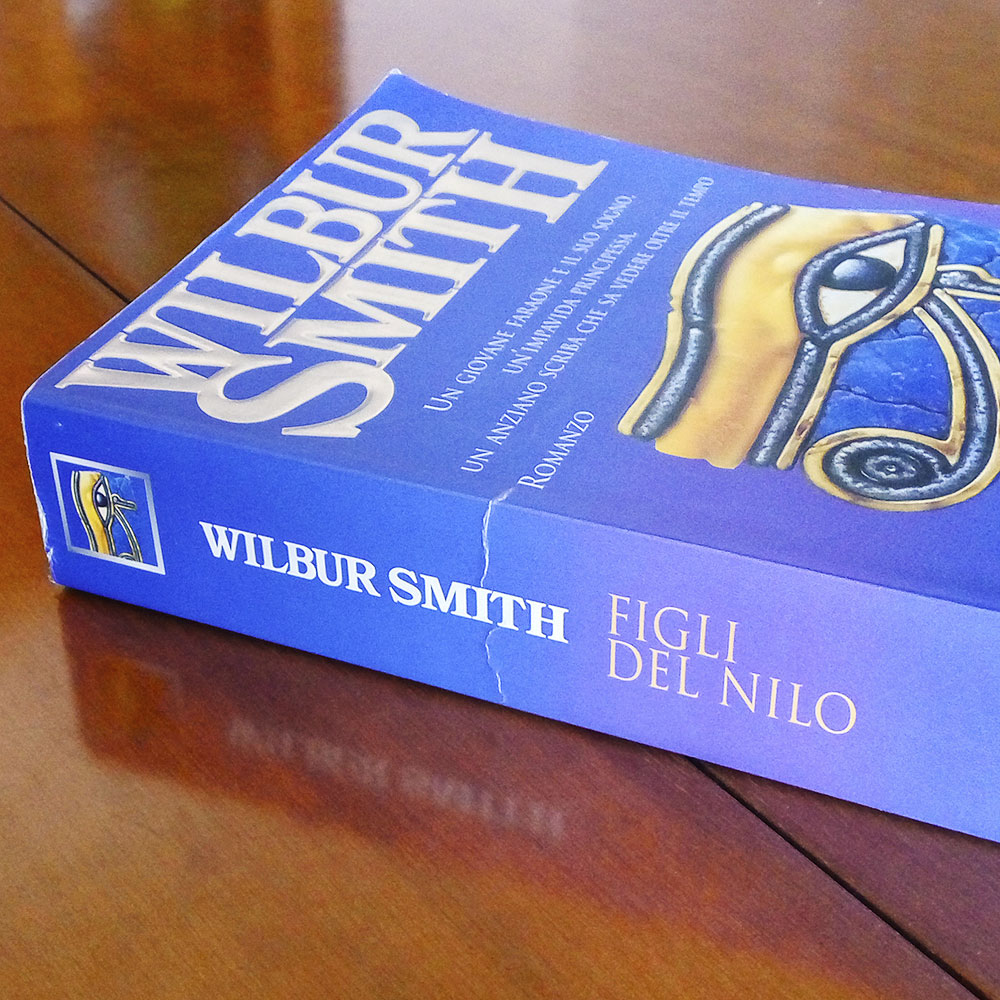 WILBUR
SMITH
Un giovane faraone e il suo sogno.
Un'impavida principessa.
Un anziano scriba che sa vedere oltre il tempo
Romanzo
WILBUR SMITH
FIGLI
DEL NILO